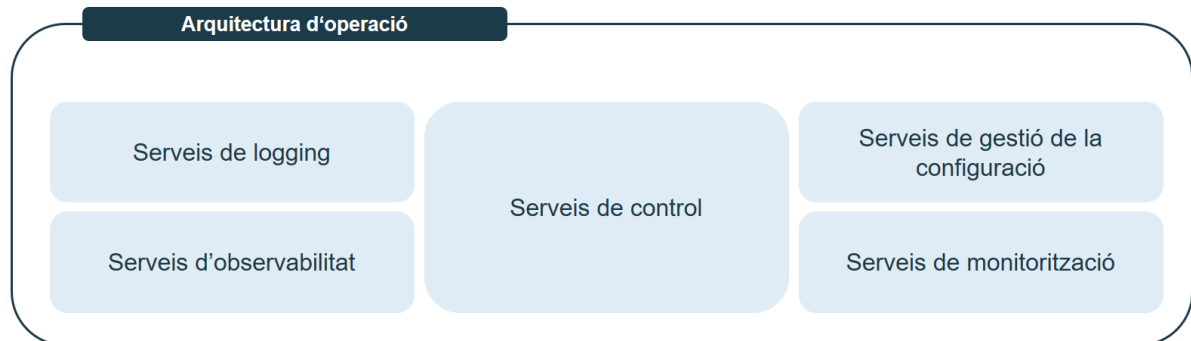 Arquitectura d‘operació
Serveis de logging
Serveis d’observabilitat
Serveis de control
Serveis de gestió de la
configuració
Serveis de monitorització